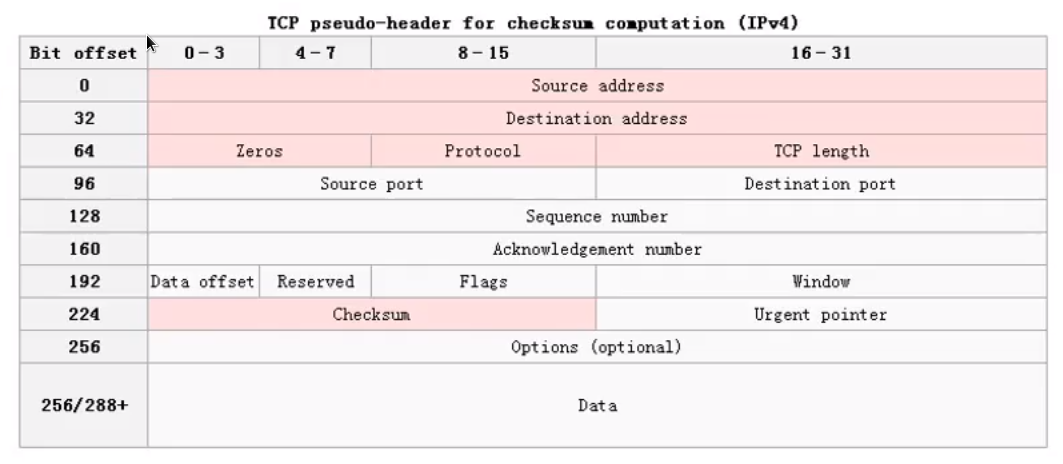 TCP pseudo-header for checksum computation (IPv4)
Bit offset 0-3 4-7 8-15 16-31
0 Source address
32 Destination address
64 Zeros Protocol TCP length
96 Source port Destination port
128 Sequence number
160 Acknowledgement number
192 Data offset Reserved Flags Window
224 Checksum Urgent pointer
256 Options (optional)
256/288+ Data